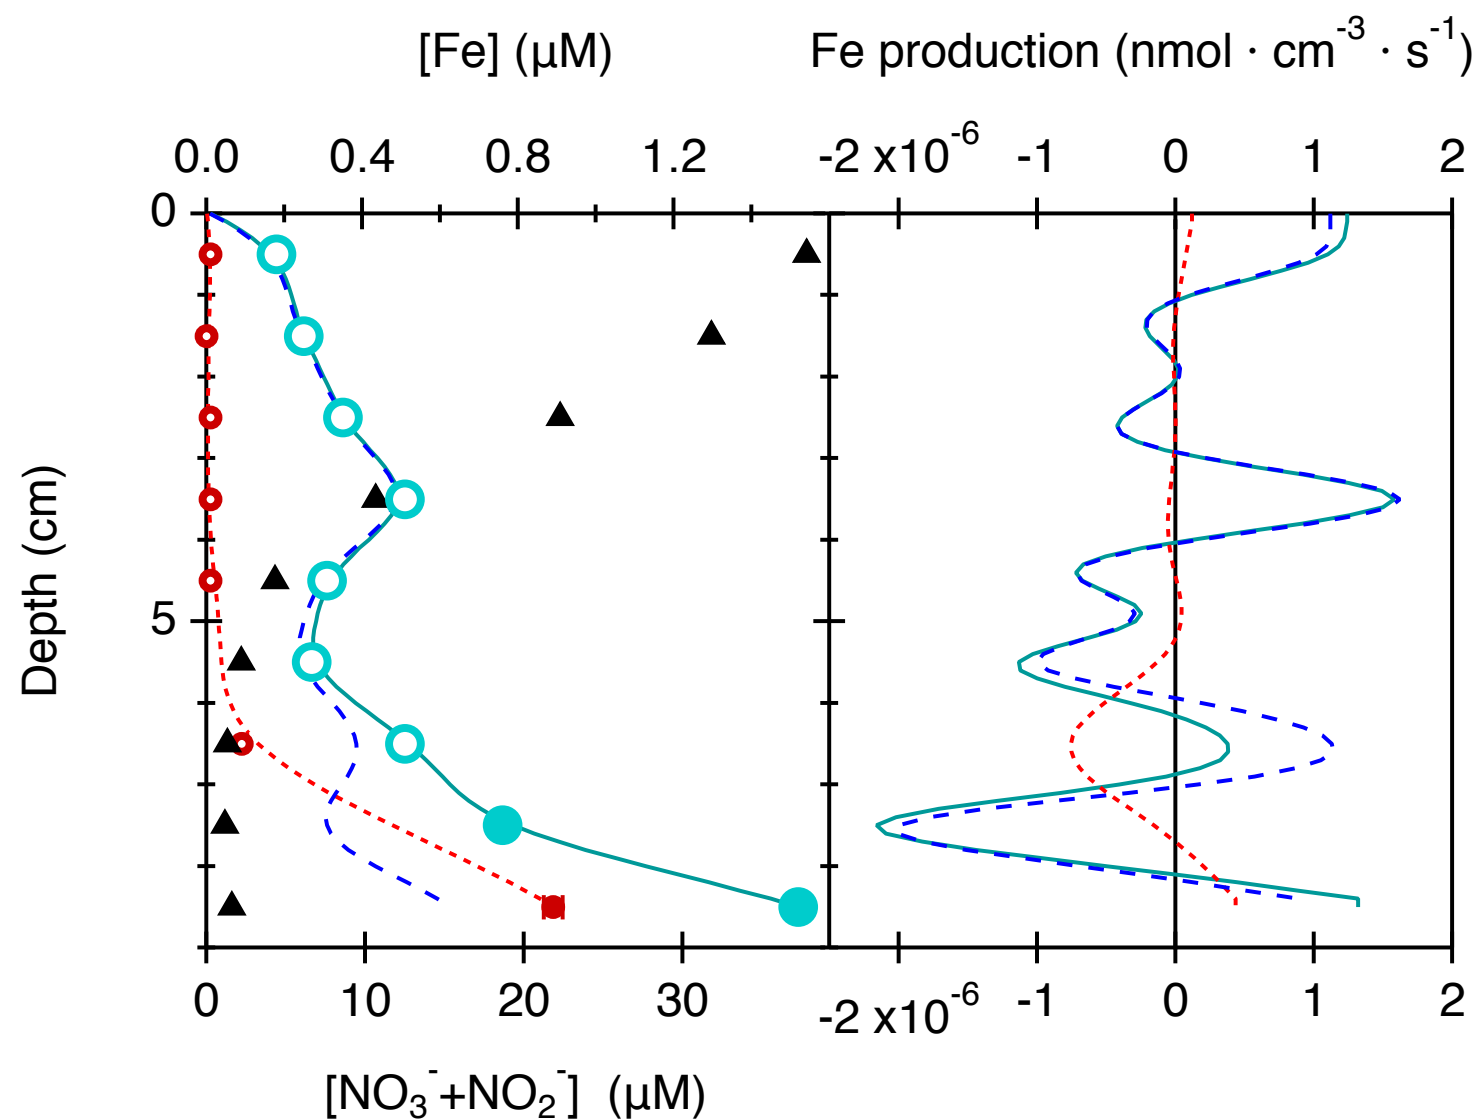 [Fe] (µM)
Fe production (nmol · cm⁻³ · s⁻¹)
0.0 0.4 0.8 1.2
-2 x10⁻⁶ -1 0 1 2
0
5
Depth (cm)
0 10 20 30
-2 x10⁻⁶ -1 0 1 2
[NO₃⁻+NO₂⁻] (µM)